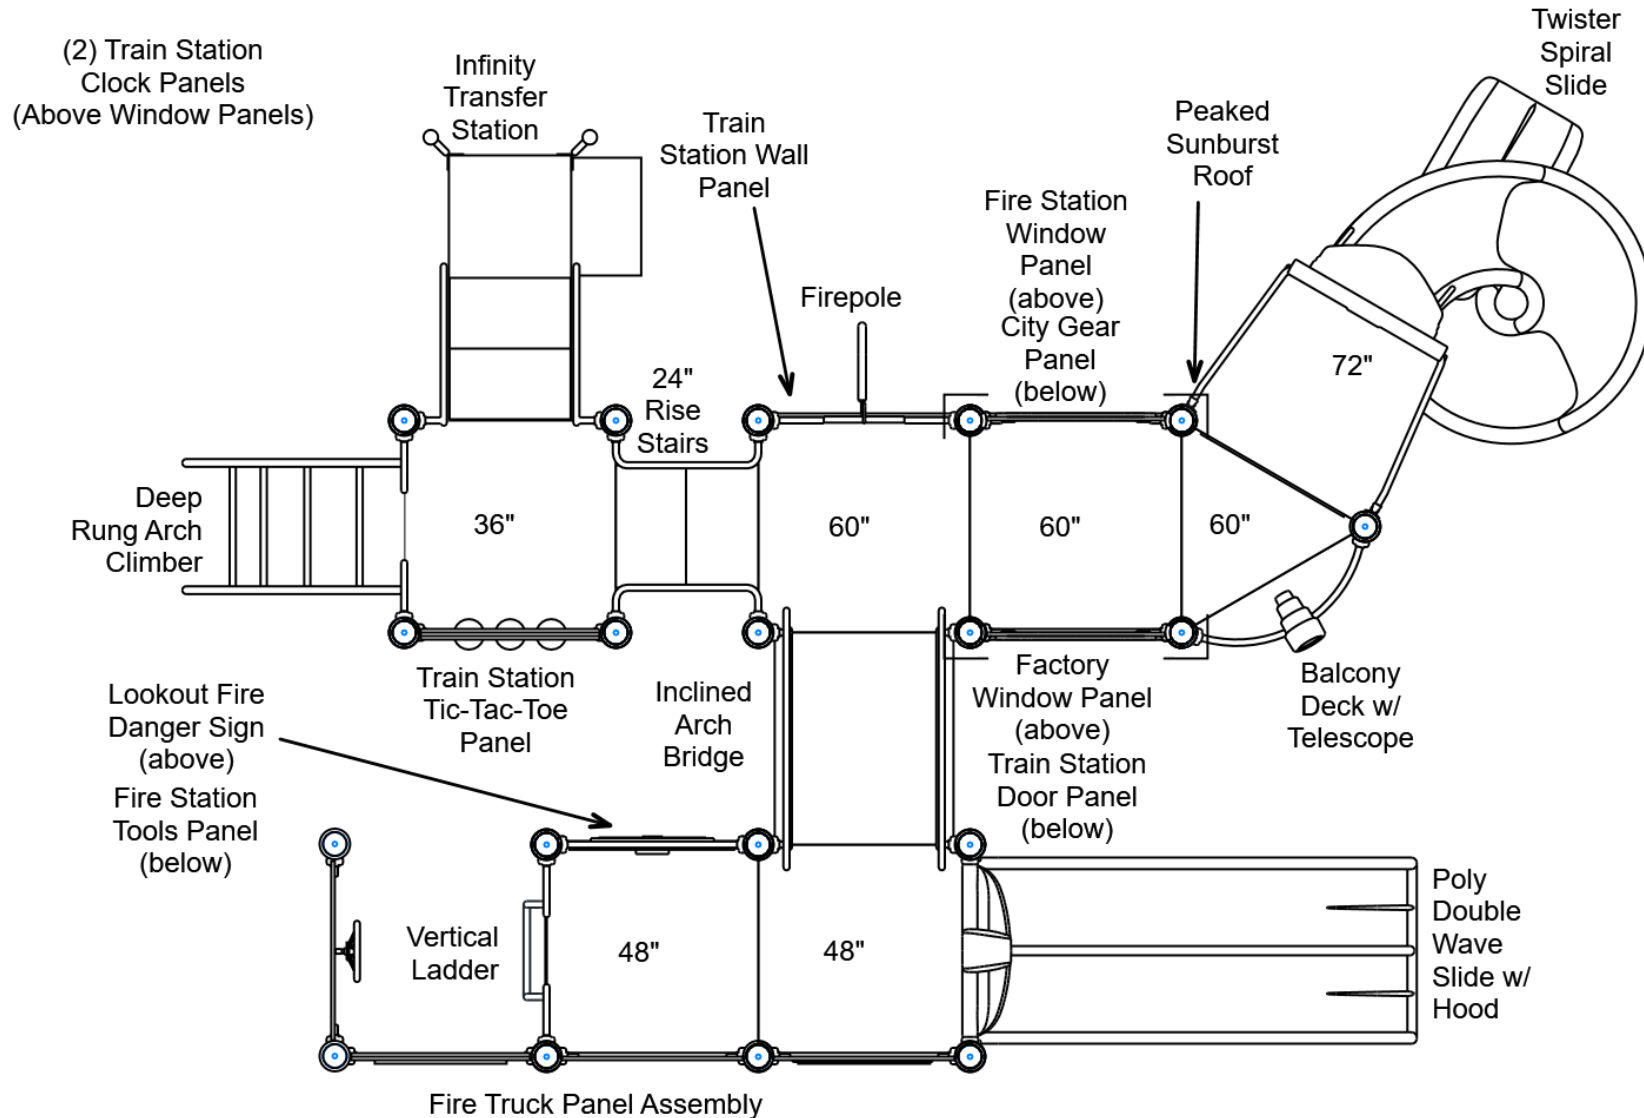 (2) Train Station
Clock Panels
(Above Window Panels)
Infinity
Transfer
Station
Train
Station Wall
Panel
Firepole
Fire Station
Window
Panel
(above)
City Gear
Panel
(below)
Peaked
Sunburst
Roof
Twister
Spiral
Slide
72"
24"
Rise
Stairs
Deep
Rung Arch
Climber
36"
60"
60"
60"
Train Station
Tic-Tac-Toe
Panel
Inclined
Arch
Bridge
Factory
Window Panel
(above)
Train Station
Door Panel
(below)
Balcony
Deck w/
Telescope
Lookout Fire
Danger Sign
(above)
Fire Station
Tools Panel
(below)
Vertical
Ladder
48"
48"
Poly
Double
Wave
Slide w/
Hood
Fire Truck Panel Assembly